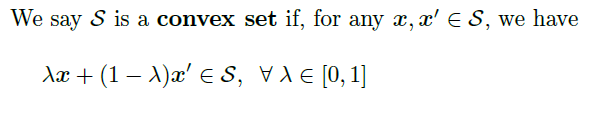 We say 𝒮 is a convex set if, for any x, x′ ∈ 𝒮, we have
λx + (1 − λ)x′ ∈ 𝒮, ∀ λ ∈ [0, 1]